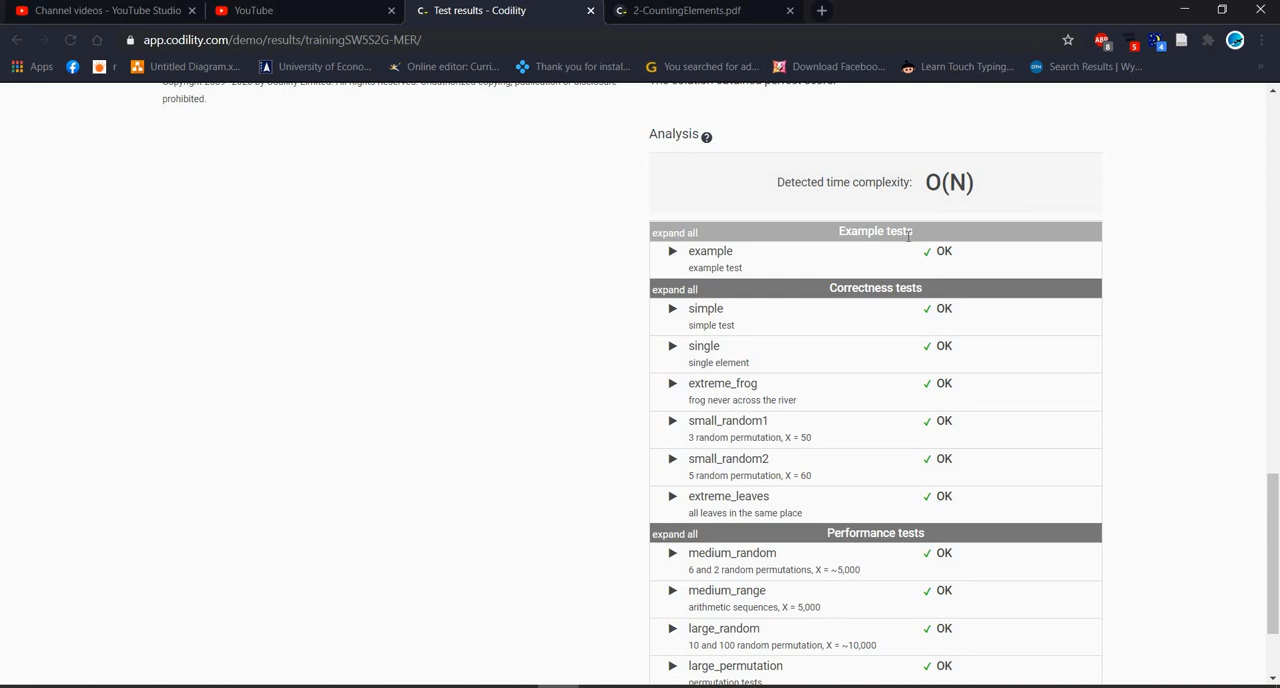 Channel videos - YouTube Studio
YouTube
Test results - Codility
2-CountingElements.pdf
app.codility.com/demo/results/trainingSW5S2G-MER/
8
5
4
Apps
r
Untitled Diagram.x...
University of Econo...
Online editor: Curri...
Thank you for instal...
You searched for ad...
Download Faceboo...
Learn Touch Typing...
Search Results | Wy...
prohibited.
Analysis
Detected time complexity: O(N)
expand all Example tests
example OK
example test
expand all Correctness tests
simple OK
simple test
single OK
single element
extreme_frog OK
frog never across the river
small_random1 OK
3 random permutation, X = 50
small_random2 OK
5 random permutation, X = 60
extreme_leaves OK
all leaves in the same place
expand all Performance tests
medium_random OK
6 and 2 random permutations, X = ~5,000
medium_range OK
arithmetic sequences, X = 5,000
large_random OK
10 and 100 random permutation, X = ~10,000
large_permutation OK
permutation tests